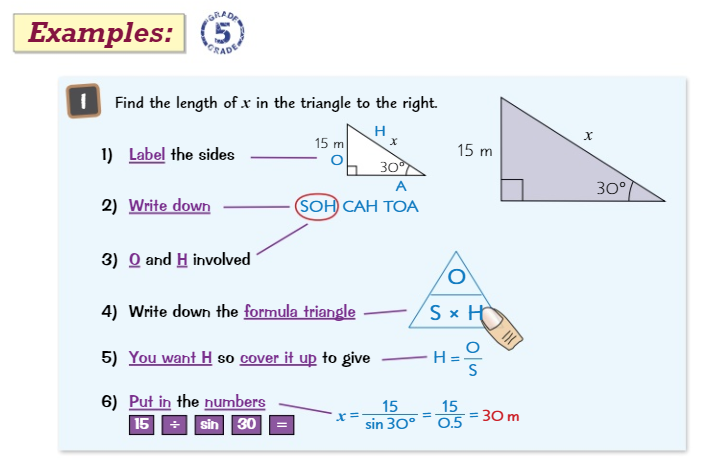 Examples:
GRADE
5
GRADE
1
Find the length of x in the triangle to the right.
15 m
x
30°
1) Label the sides
15 m
H
x
O
30°
A
2) Write down
SOH CAH TOA
3) O and H involved
O
S × H
4) Write down the formula triangle
5) You want H so cover it up to give
H = O
S
6) Put in the numbers
15 ÷ sin 30 =
x = 15 = 15 = 30 m
sin 30° 0.5